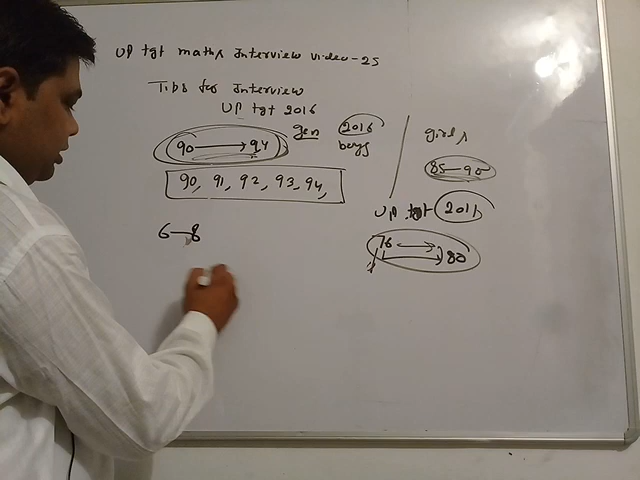 UP tgt maths Interview video-25
Tibs for Interview
UP tgt 2016
90 → 94 gen 2016 boys
90, 91, 92, 93, 94,
6-8
girls
85-90
UP tgt 2011
76 → 80